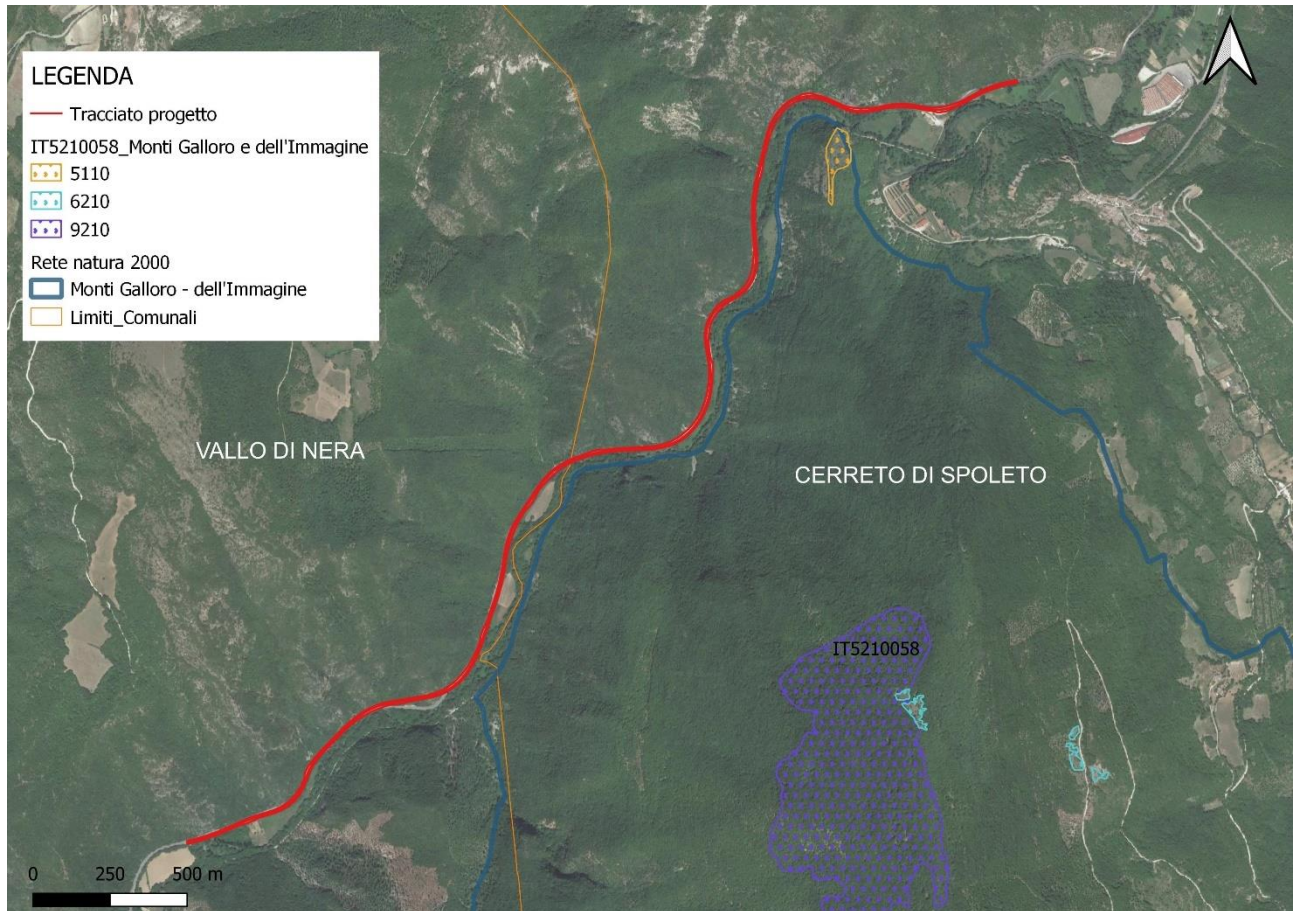 LEGENDA
Tracciato progetto
IT5210058_Monti Galloro e dell'Immagine
5110
6210
9210
Rete natura 2000
Monti Galloro - dell'Immagine
Limiti_Comunali
VALLO DI NERA
CERRETO DI SPOLETO
IT5210058
0 250 500 m